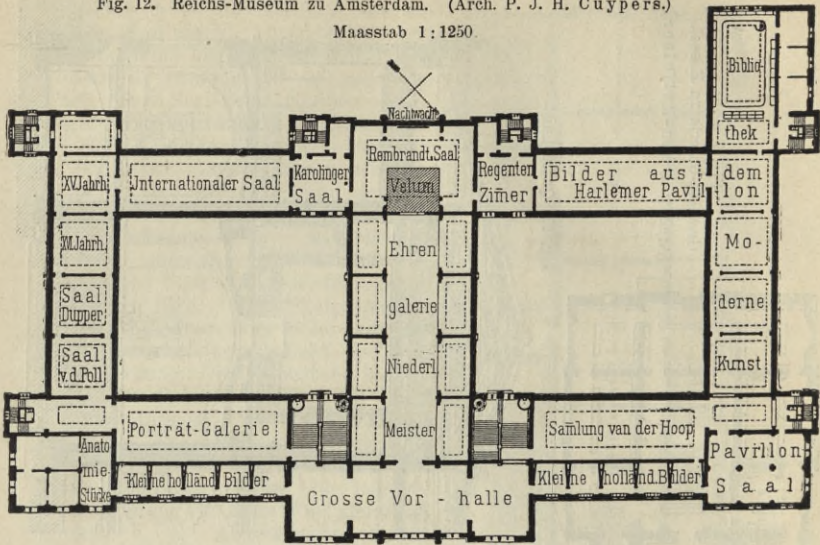 Fig. 12. Reichs-Museum zu Amsterdam. (Arch. P. J. H. Cuypers.)
Maasstab 1:1250.
Biblio
thek
Nachtwache
Rembrandt.Saal
Velum
XV.Jahrh.
Internationaler Saal
Karolinger
Saal
Regenten
Zimer
Bilder aus
Harlemer Pavil
dem
lon
XVI.Jahrh.
Ehren
Mo-
Saal
Dupper
galerie
derne
Saal
v.d.Poll
Niederl.
Kunst
Porträt-Galerie
Meister
Samlung van der Hoop
Anato
mie-
Stücke
Kleine holländ. Bilder
Grosse Vor - halle
Kleine holländ. Bilder
Pavillon
Saal